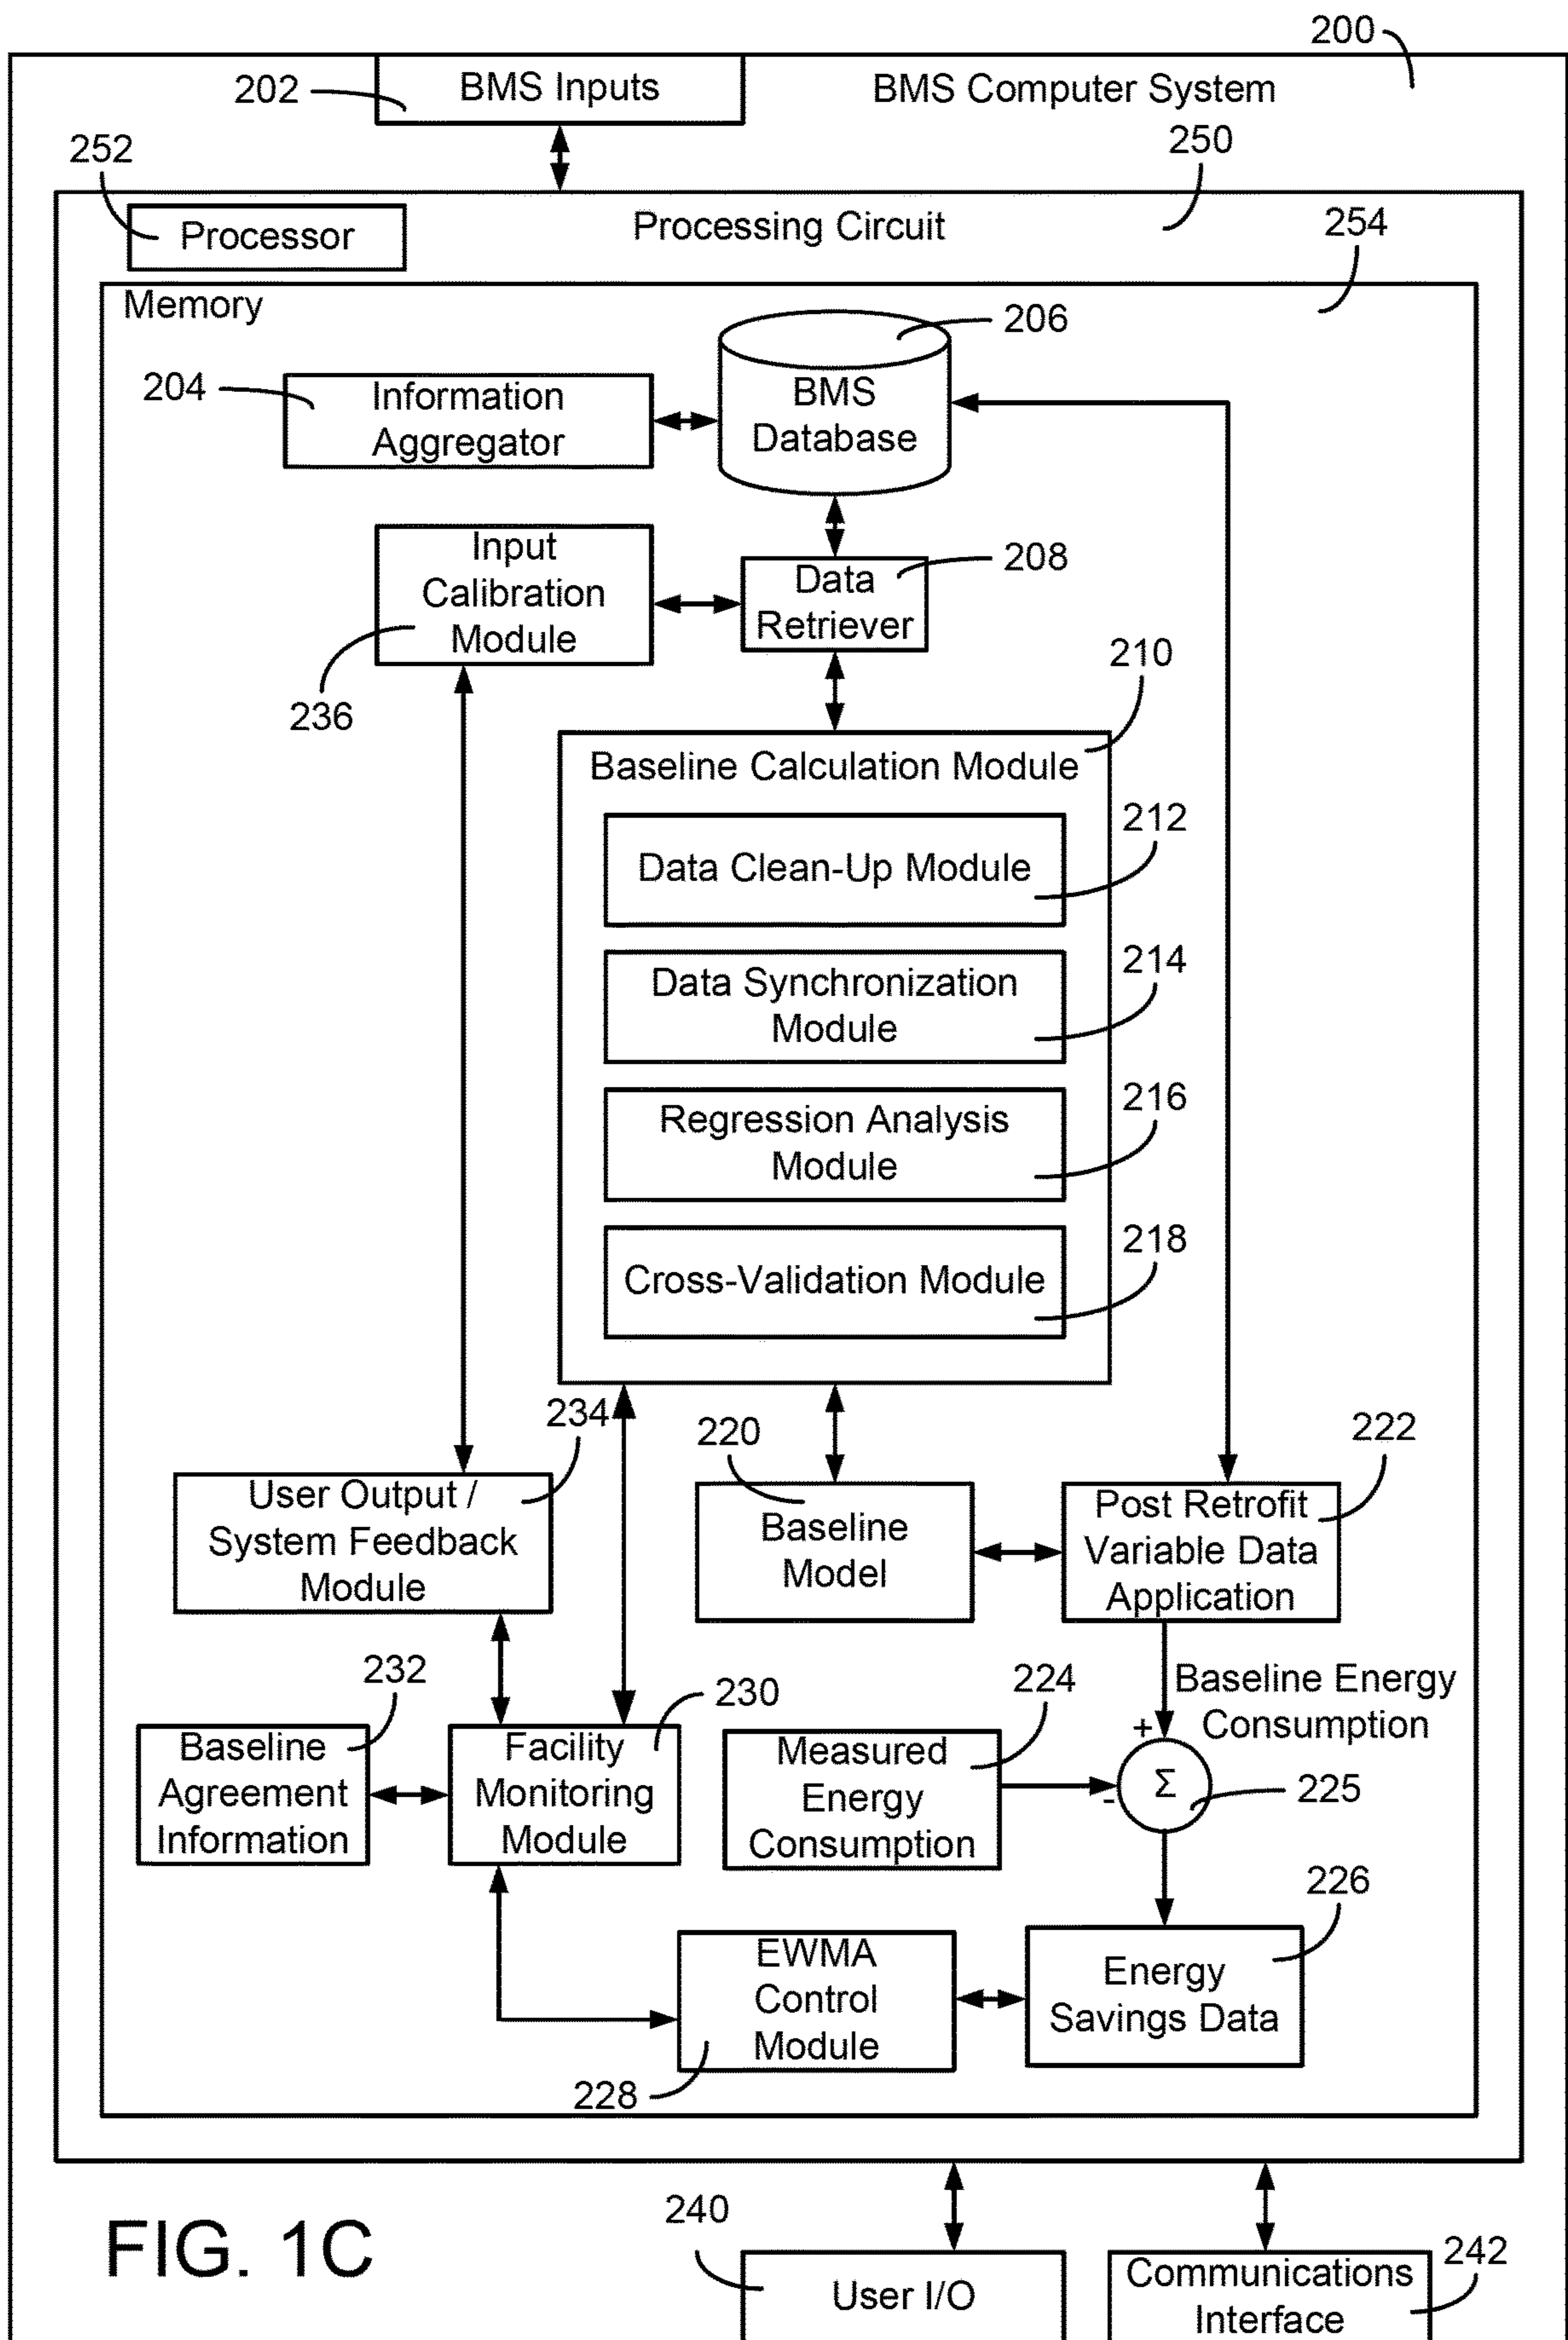 200
202
BMS Inputs
BMS Computer System
252
250
Processor
Processing Circuit
254
Memory
206
204
Information
Aggregator
BMS
Database
Input
Calibration
Module
208
Data
Retriever
236
210
Baseline Calculation Module
212
Data Clean-Up Module
214
Data Synchronization
Module
216
Regression Analysis
Module
218
Cross-Validation Module
234
220
222
User Output /
System Feedback
Module
Baseline
Model
Post Retrofit
Variable Data
Application
232
230
224
Baseline Energy
Consumption
+
Baseline
Agreement
Information
Facility
Monitoring
Module
Measured
Energy
Consumption
-
Σ
225
226
EWMA
Control
Module
Energy
Savings Data
228
FIG. 1C
240
242
User I/O
Communications
Interface